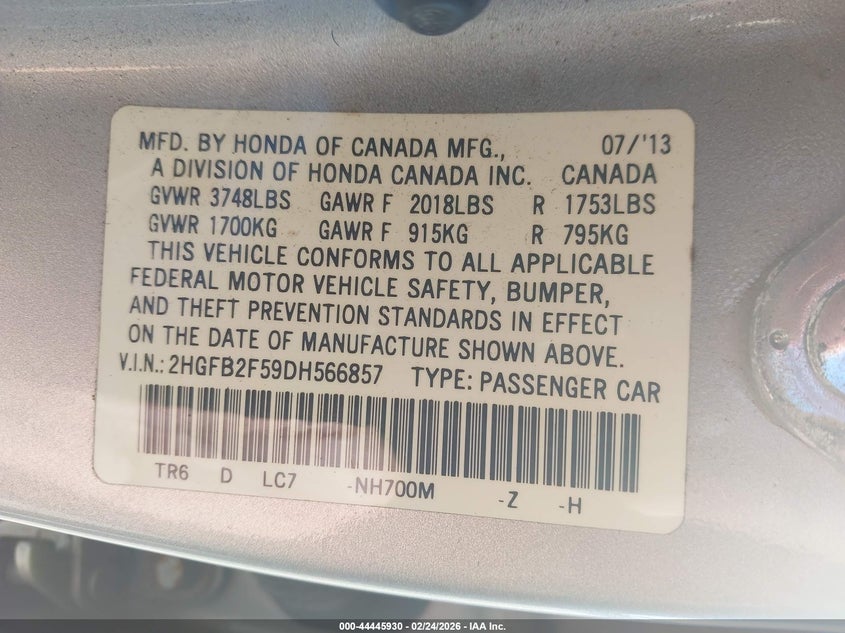 MFD. BY HONDA OF CANADA MFG., 07/'13
A DIVISION OF HONDA CANADA INC. CANADA
GVWR 3748LBS GAWR F 2018LBS R 1753LBS
GVWR 1700KG GAWR F 915KG R 795KG
THIS VEHICLE CONFORMS TO ALL APPLICABLE
FEDERAL MOTOR VEHICLE SAFETY, BUMPER,
AND THEFT PREVENTION STANDARDS IN EFFECT
ON THE DATE OF MANUFACTURE SHOWN ABOVE.
V.I.N.: 2HGFB2F59DH566857 TYPE: PASSENGER CAR
TR6 D LC7 -NH700M -Z -H
000-44445930 - 02/24/2026 - IAA Inc.